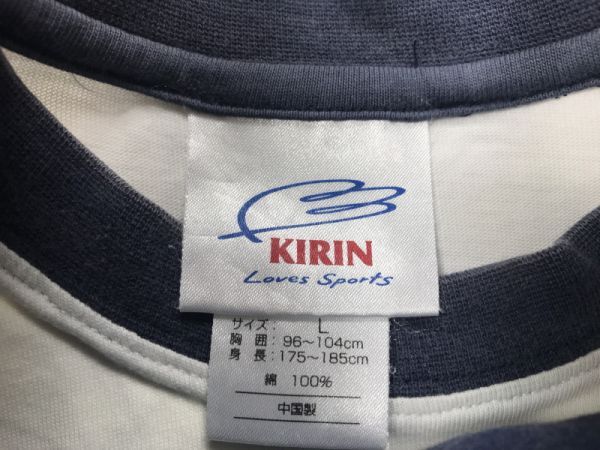 KIRIN
Loves Sports
サイズ: L
胸 囲: 96～104cm
身 長: 175～185cm
綿 100%
中国製